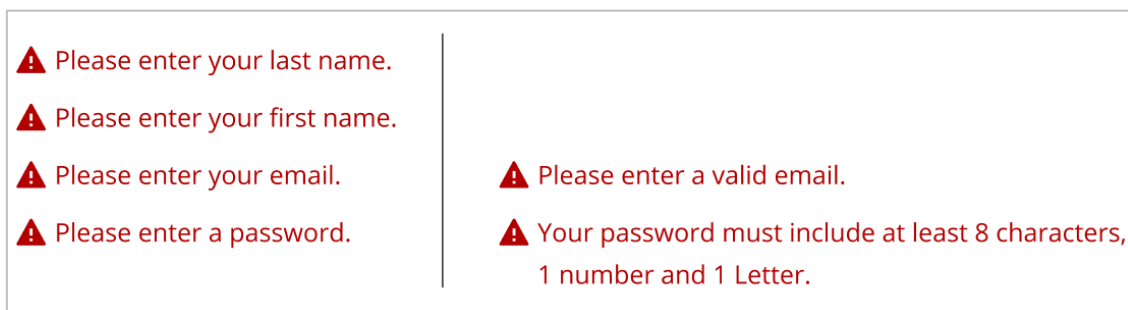 Please enter your last name.
Please enter your first name.
Please enter your email.
Please enter a password.
Please enter a valid email.
Your password must include at least 8 characters,
1 number and 1 Letter.